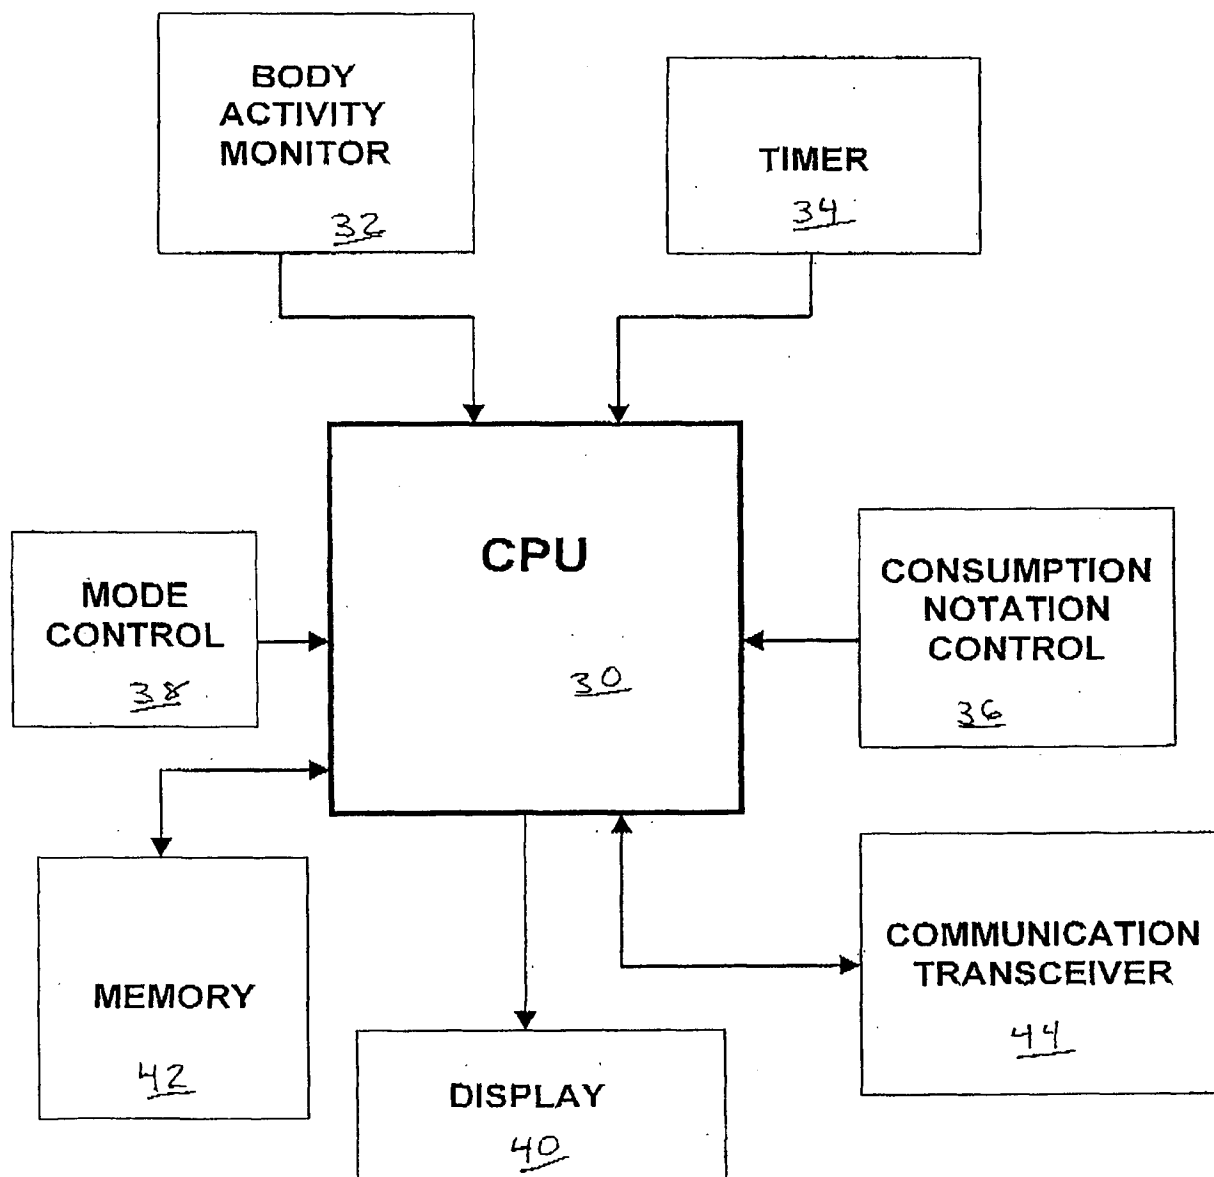 BODY
ACTIVITY
MONITOR
32
TIMER
34
CPU
30
MODE
CONTROL
38
CONSUMPTION
NOTATION
CONTROL
36
MEMORY
42
DISPLAY
40
COMMUNICATION
TRANSCEIVER
44